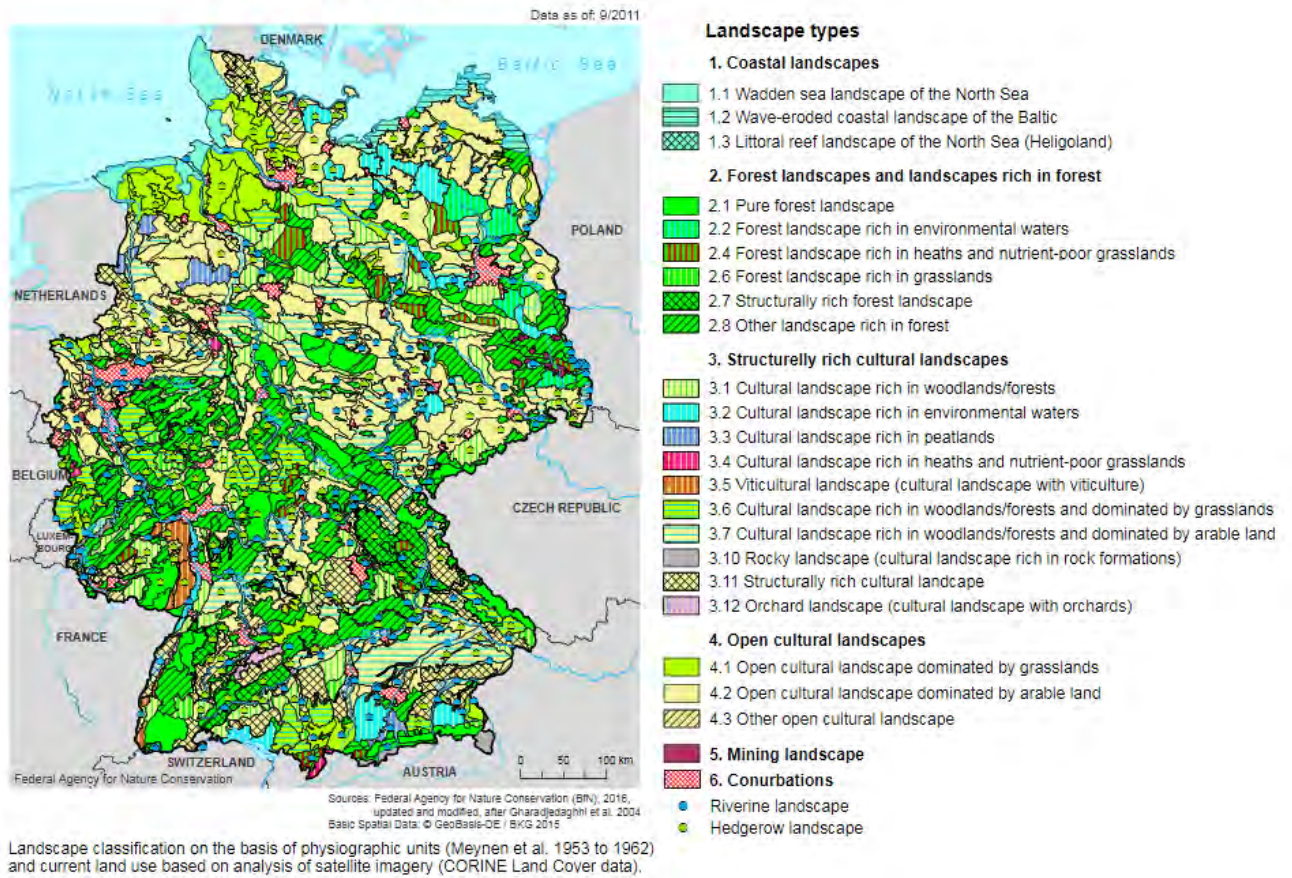 Data as of: 9/2011
DENMARK
North Sea
Baltic Sea
POLAND
NETHERLANDS
BELGIUM
LUXEM-
BOURG
CZECH REPUBLIC
FRANCE
SWITZERLAND
AUSTRIA
0 50 100 km
Federal Agency for Nature Conservation
Sources: Federal Agency for Nature Conservation (BfN), 2016,
updated and modified, after Gharadjedaghi et al. 2004
Basic Spatial Data: © GeoBasis-DE / BKG 2015
Landscape classification on the basis of physiographic units (Meynen et al. 1953 to 1962)
and current land use based on analysis of satellite imagery (CORINE Land Cover data).
Landscape types
1. Coastal landscapes
1.1 Wadden sea landscape of the North Sea
1.2 Wave-eroded coastal landscape of the Baltic
1.3 Littoral reef landscape of the North Sea (Heligoland)
2. Forest landscapes and landscapes rich in forest
2.1 Pure forest landscape
2.2 Forest landscape rich in environmental waters
2.4 Forest landscape rich in heaths and nutrient-poor grasslands
2.6 Forest landscape rich in grasslands
2.7 Structurally rich forest landscape
2.8 Other landscape rich in forest
3. Structurelly rich cultural landscapes
3.1 Cultural landscape rich in woodlands/forests
3.2 Cultural landscape rich in environmental waters
3.3 Cultural landscape rich in peatlands
3.4 Cultural landscape rich in heaths and nutrient-poor grasslands
3.5 Viticultural landscape (cultural landscape with viticulture)
3.6 Cultural landscape rich in woodlands/forests and dominated by grasslands
3.7 Cultural landscape rich in woodlands/forests and dominated by arable land
3.10 Rocky landscape (cultural landscape rich in rock formations)
3.11 Structurally rich cultural landcape
3.12 Orchard landscape (cultural landscape with orchards)
4. Open cultural landscapes
4.1 Open cultural landscape dominated by grasslands
4.2 Open cultural landscape dominated by arable land
4.3 Other open cultural landscape
5. Mining landscape
6. Conurbations
Riverine landscape
Hedgerow landscape